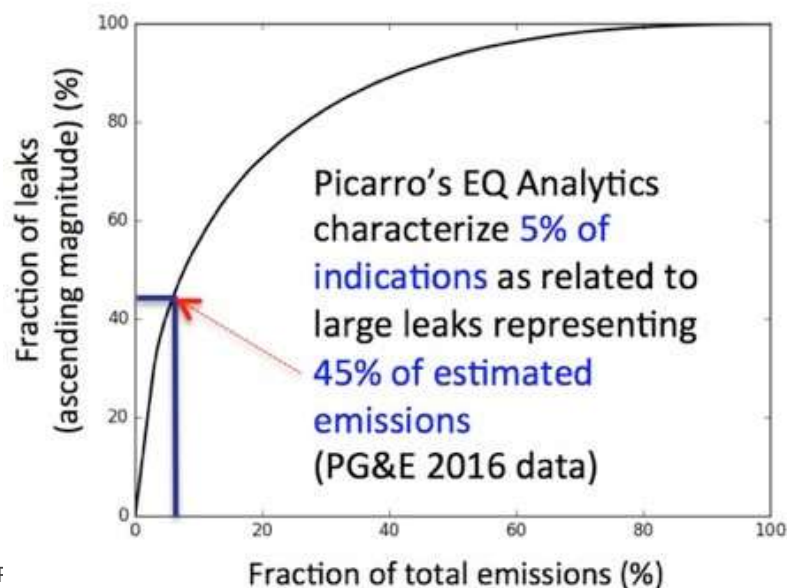 100
80
60
40
20
0
Fraction of leaks
(ascending magnitude) (%)
Picarro’s EQ Analytics
characterize 5% of
indications as related to
large leaks representing
45% of estimated
emissions
(PG&E 2016 data)
0 20 40 60 80 100
Fraction of total emissions (%)